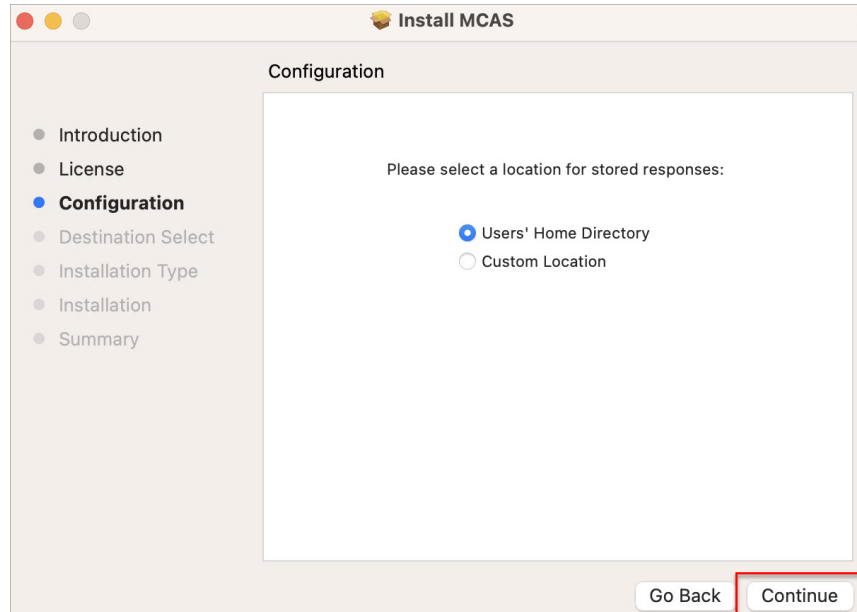 Install MCAS
Configuration
Introduction
License
Configuration
Destination Select
Installation Type
Installation
Summary
Please select a location for stored responses:
Users' Home Directory
Custom Location
Go Back
Continue